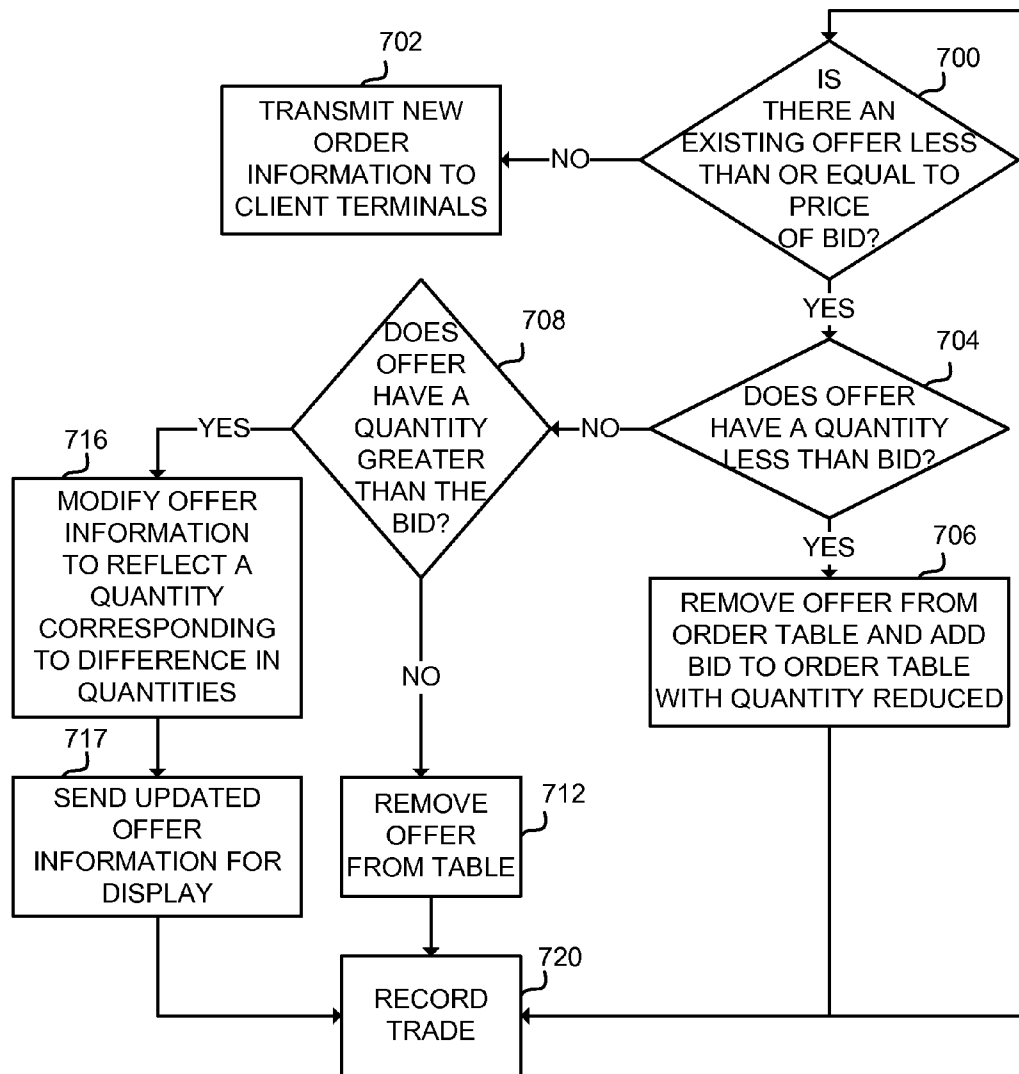 702
TRANSMIT NEW
ORDER
INFORMATION TO
CLIENT TERMINALS
NO
700
IS
THERE AN
EXISTING OFFER LESS
THAN OR EQUAL TO
PRICE
OF BID?
YES
704
DOES OFFER
HAVE A QUANTITY
LESS THAN BID?
NO
708
DOES
OFFER
HAVE A
QUANTITY
GREATER
THAN THE
BID?
YES
716
MODIFY OFFER
INFORMATION
TO REFLECT A
QUANTITY
CORRESPONDING
TO DIFFERENCE IN
QUANTITIES
NO
YES
706
REMOVE OFFER FROM
ORDER TABLE AND ADD
BID TO ORDER TABLE
WITH QUANTITY REDUCED
717
SEND UPDATED
OFFER
INFORMATION FOR
DISPLAY
712
REMOVE
OFFER
FROM TABLE
720
RECORD
TRADE